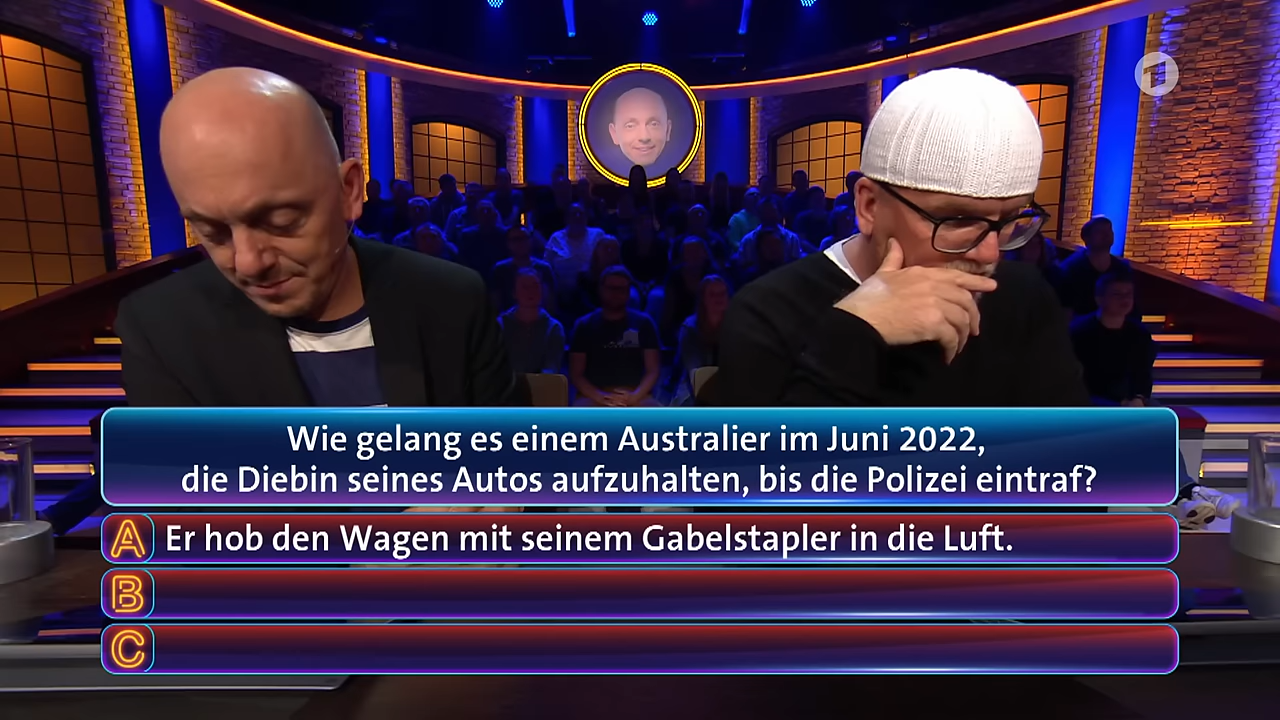 1
Wie gelang es einem Australier im Juni 2022,
die Diebin seines Autos aufzuhalten, bis die Polizei eintraf?
A Er hob den Wagen mit seinem Gabelstapler in die Luft.
B
C